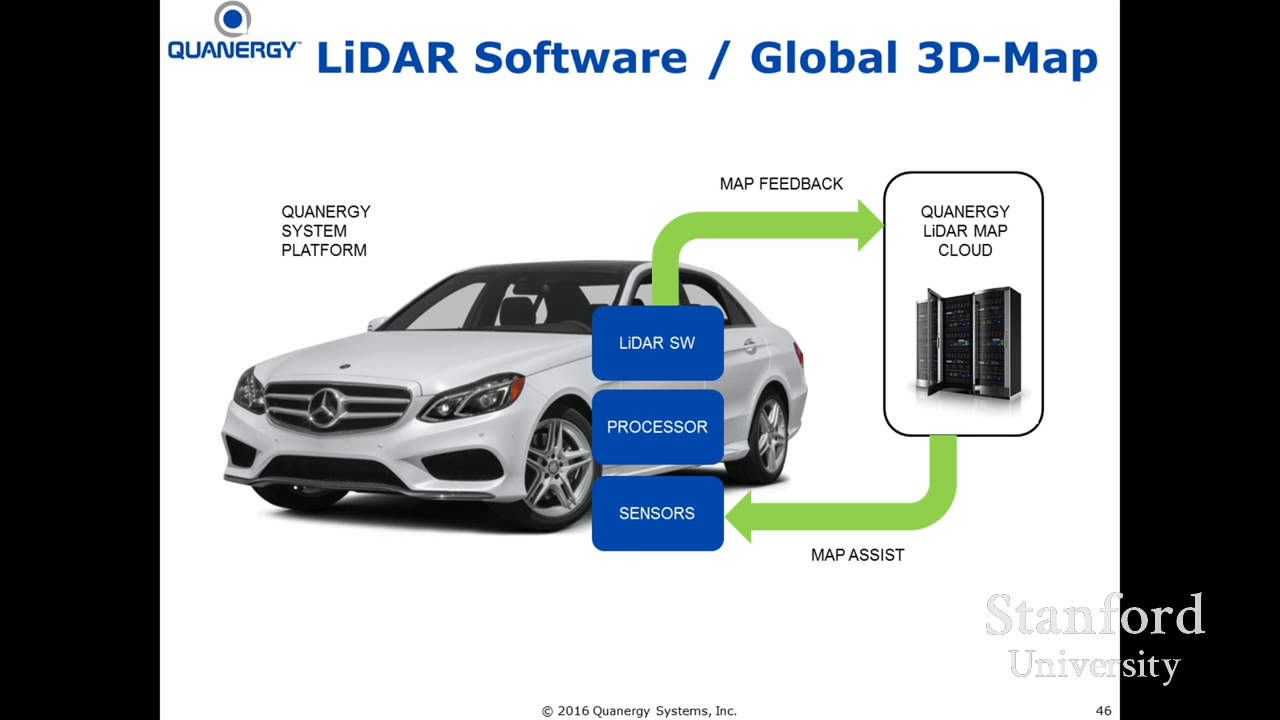 QUANERGY
LiDAR Software / Global 3D-Map
MAP FEEDBACK
QUANERGY
SYSTEM
PLATFORM
QUANERGY
LiDAR MAP
CLOUD
LiDAR SW
PROCESSOR
SENSORS
MAP ASSIST
Stanford
University
© 2016 Quanergy Systems, Inc.
46